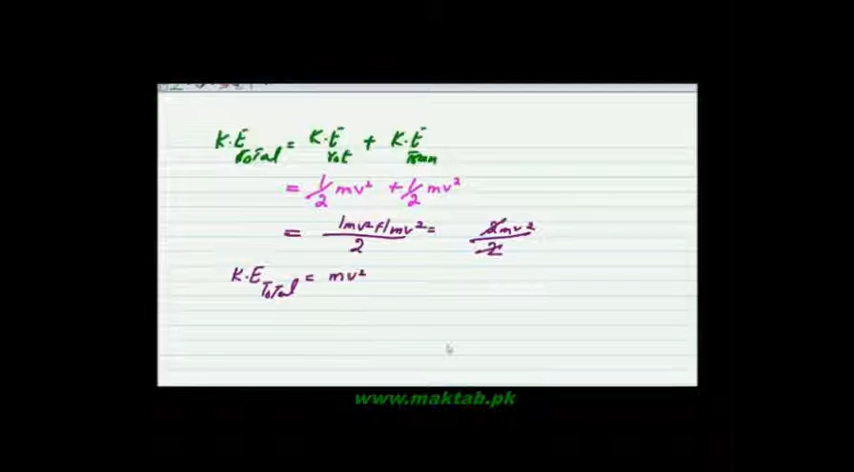 K.E Total = K.E rot + K.E Tran
= 1/2 mv² + 1/2 mv²
= 1mv²+1mv²/2 = 2mv²/2
K.E Total = mv²
www.maktab.pk